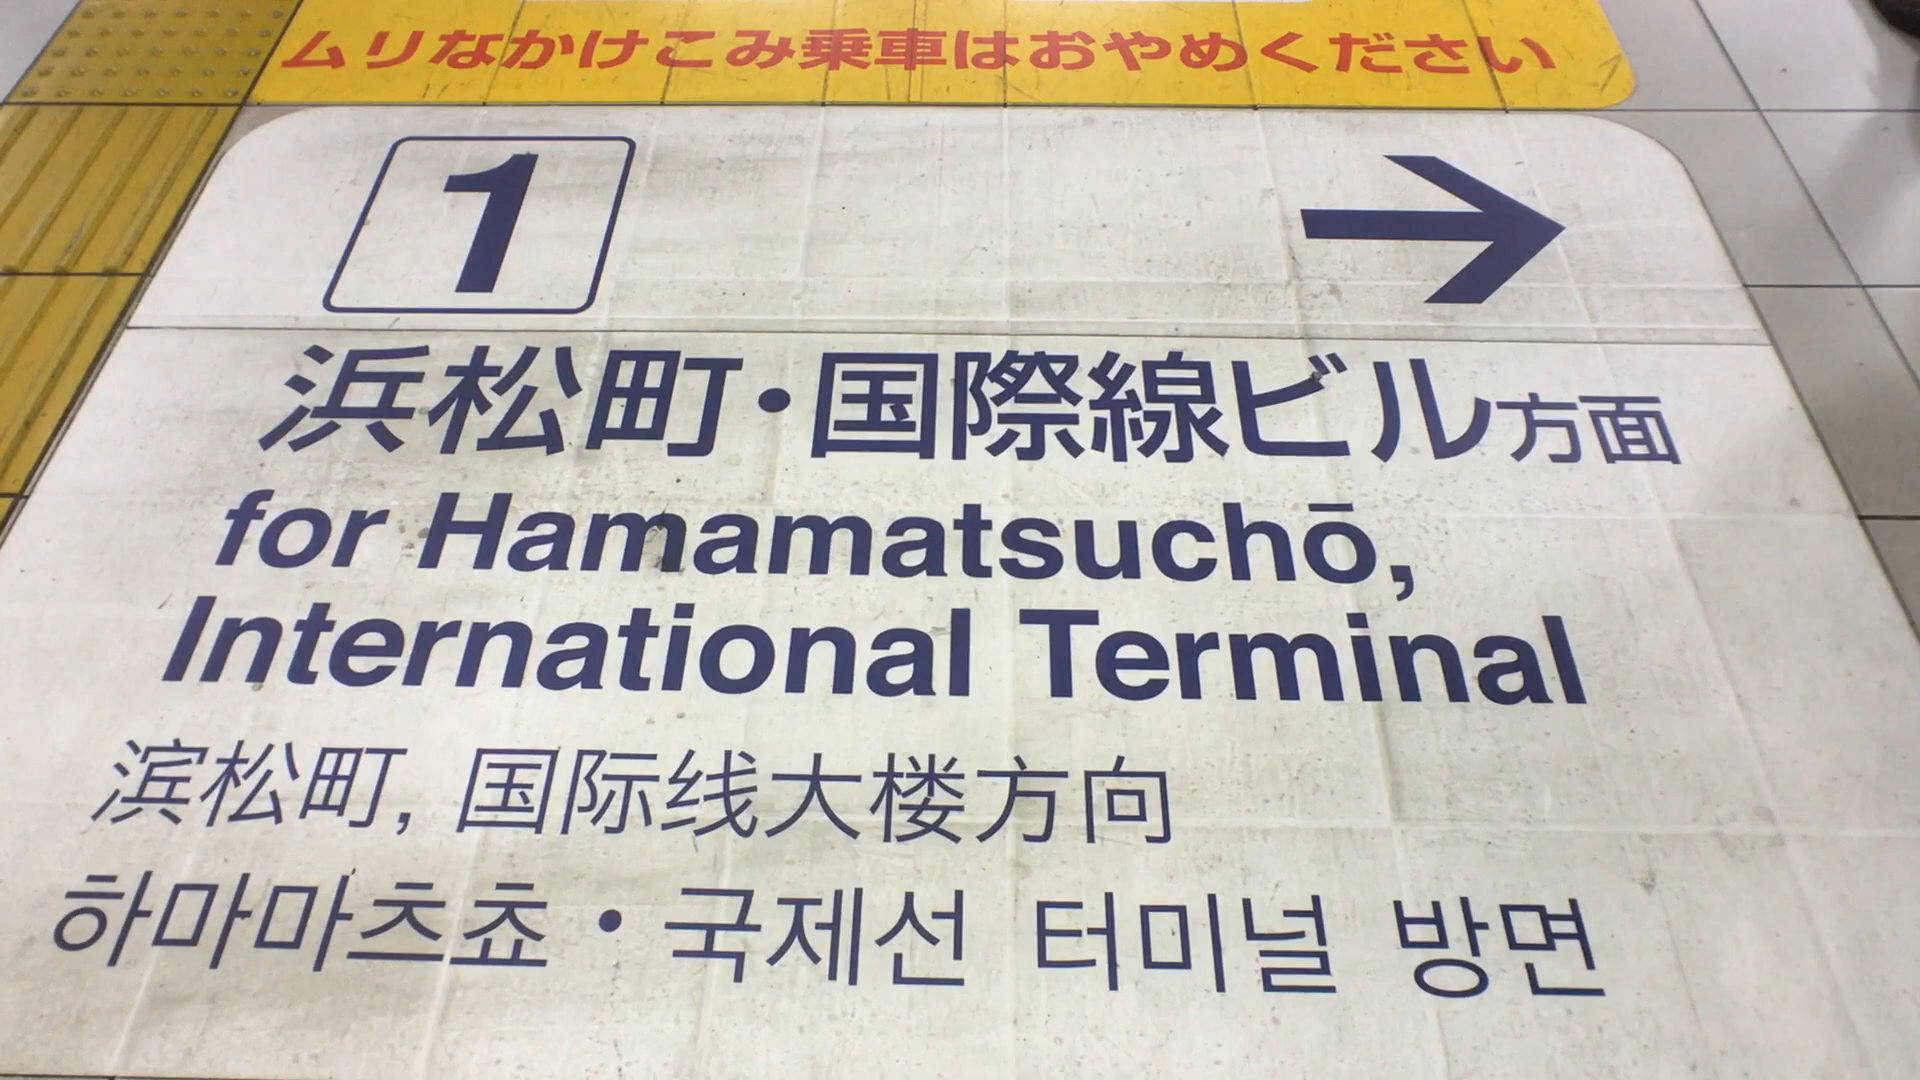 ムリなかけこみ乗車はおやめください
1 →
浜松町・国際線ビル方面
for Hamamatsuchō,
International Terminal
滨松町, 国际线大楼方向
하마마츠쵸・국제선 터미널 방면